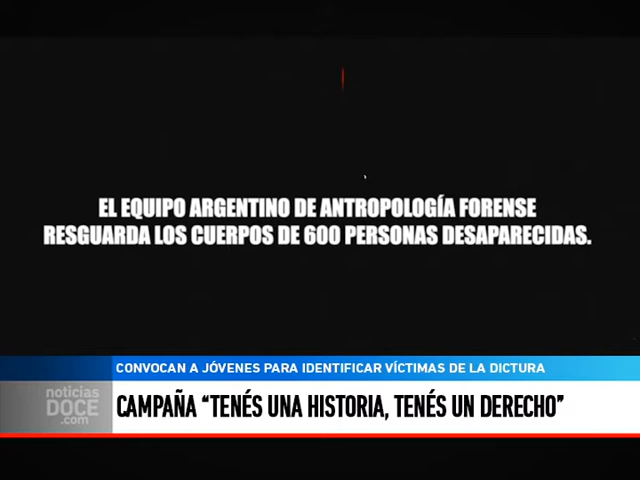 EL EQUIPO ARGENTINO DE ANTROPOLOGÍA FORENSE
RESGUARDA LOS CUERPOS DE 600 PERSONAS DESAPARECIDAS.
CONVOCAN A JÓVENES PARA IDENTIFICAR VÍCTIMAS DE LA DICTURA
noticias
DOCE
.com
CAMPAÑA “TENÉS UNA HISTORIA, TENÉS UN DERECHO”